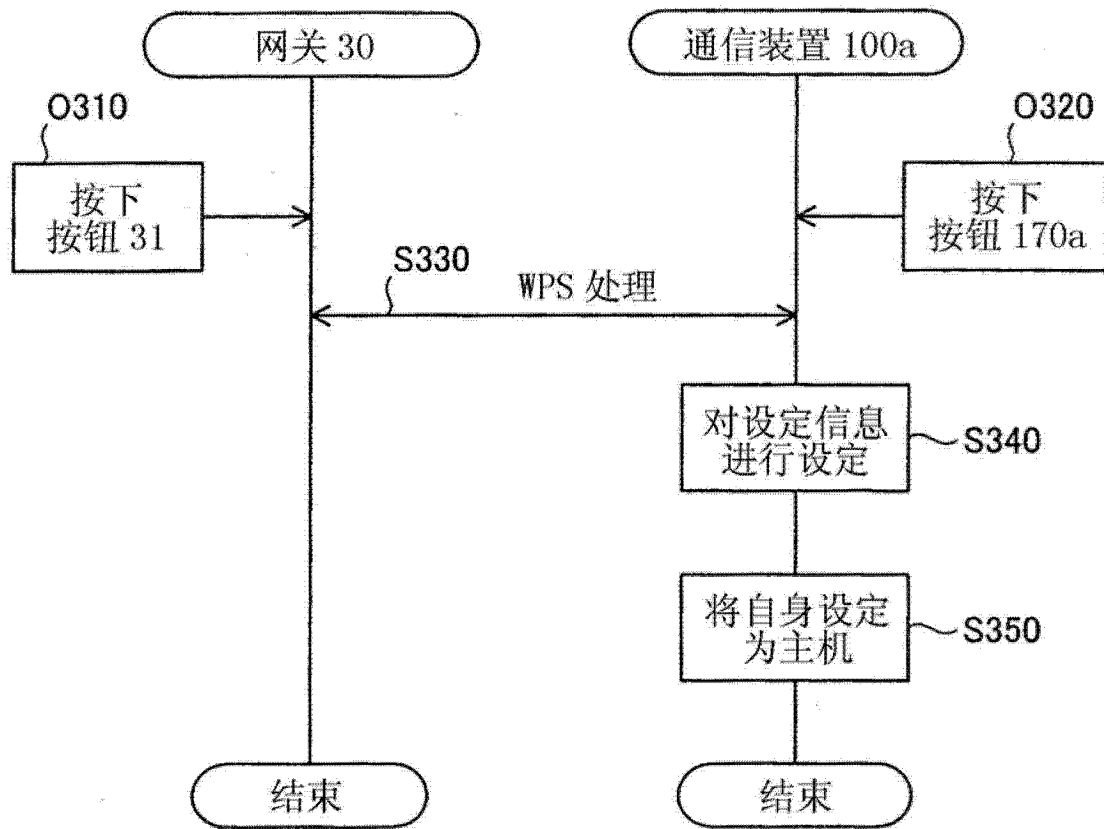 网关 30
通信装置 100a
O310
O320
按下
按钮 31
按下
按钮 170a
S330
WPS 处理
对设定信息
进行设定
S340
将自身设定
为主机
S350
结束
结束